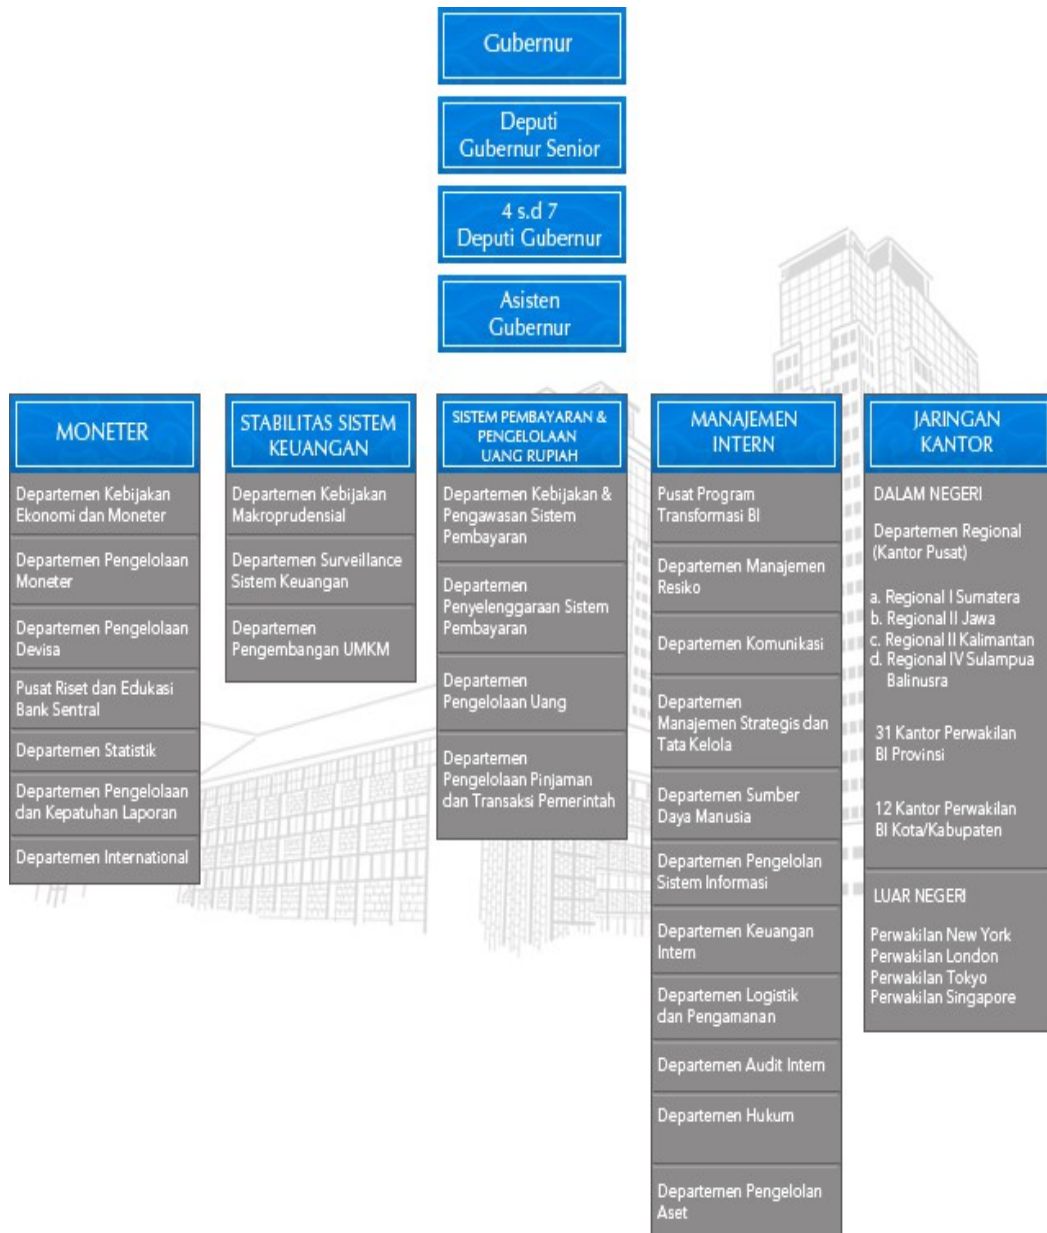 Gubernur
Deputi
Gubernur Senior
4 s.d 7
Deputi Gubernur
Asisten
Gubernur
MONETER
Departemen Kebijakan
Ekonomi dan Moneter
Departemen Pengelolaan
Moneter
Departemen Pengelolaan
Devisa
Pusat Riset dan Edukasi
Bank Sentral
Departemen Statistik
Departemen Pengelolaan
dan Kepatuhan Laporan
Departemen International
STABILITAS SISTEM
KEUANGAN
Departemen Kebijakan
Makroprudensial
Departemen Surveillance
Sistem Keuangan
Departemen
Pengembangan UMKM
SISTEM PEMBAYARAN &
PENGELOLAAN
UANG RUPIAH
Departemen Kebijakan &
Pengawasan Sistem
Pembayaran
Departemen
Penyelenggaraan Sistem
Pembayaran
Departemen
Pengelolaan Uang
Departemen
Pengelolaan Pinjaman
dan Transaksi Pemerintah
MANAJEMEN
INTERN
Pusat Program
Transformasi BI
Departemen Manajemen
Resiko
Departemen Komunikasi
Departemen
Manajemen Strategis dan
Tata Kelola
Departemen Sumber
Daya Manusia
Departemen Pengelolan
Sistem Informasi
Departemen Keuangan
Intern
Departemen Logistik
dan Pengamanan
Departemen Audit Intern
Departemen Hukum
Departemen Pengelolan
Aset
JARINGAN
KANTOR
DALAM NEGERI
Departemen Regional
(Kantor Pusat)
a. Regional I Sumatera
b. Regional II Jawa
c. Regional II Kalimantan
d. Regional IV Sulampua
Balinusra
31 Kantor Perwakilan
BI Provinsi
12 Kantor Perwakilan
BI Kota/Kabupaten
LUAR NEGERI
Perwakilan New York
Perwakilan London
Perwakilan Tokyo
Perwakilan Singapore